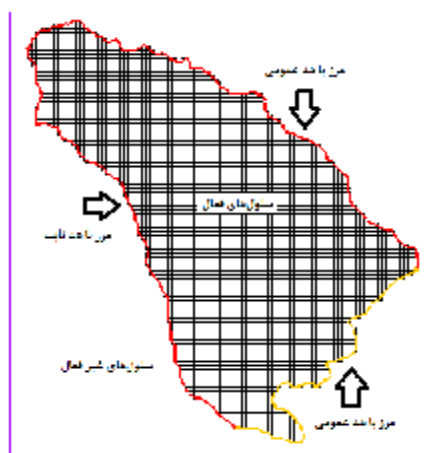 مرز با هد عمومی
سلول‌های فعال
مرز با هد ثابت
سلول‌های غیر فعال
مرز با هد عمومی